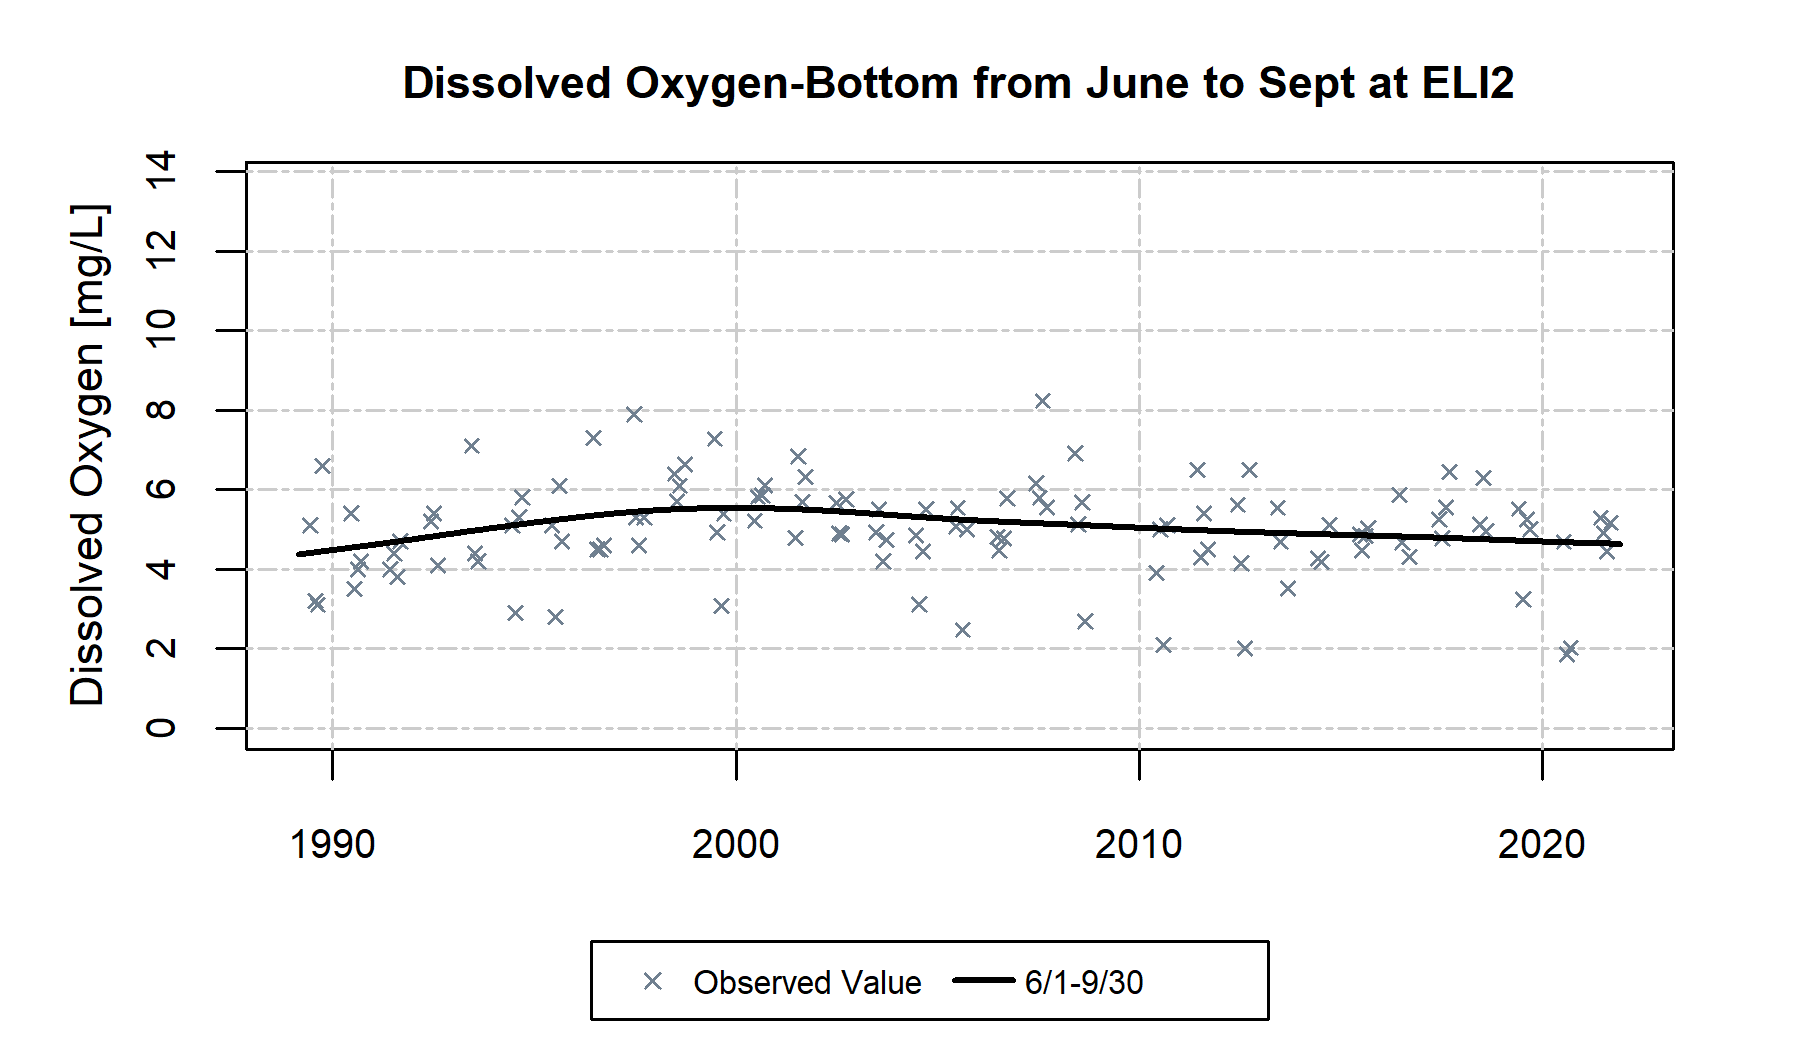 Dissolved Oxygen-Bottom from June to Sept at ELI2
Dissolved Oxygen [mg/L]
14
12
10
8
6
4
2
0
1990 2000 2010 2020
Observed Value 6/1-9/30